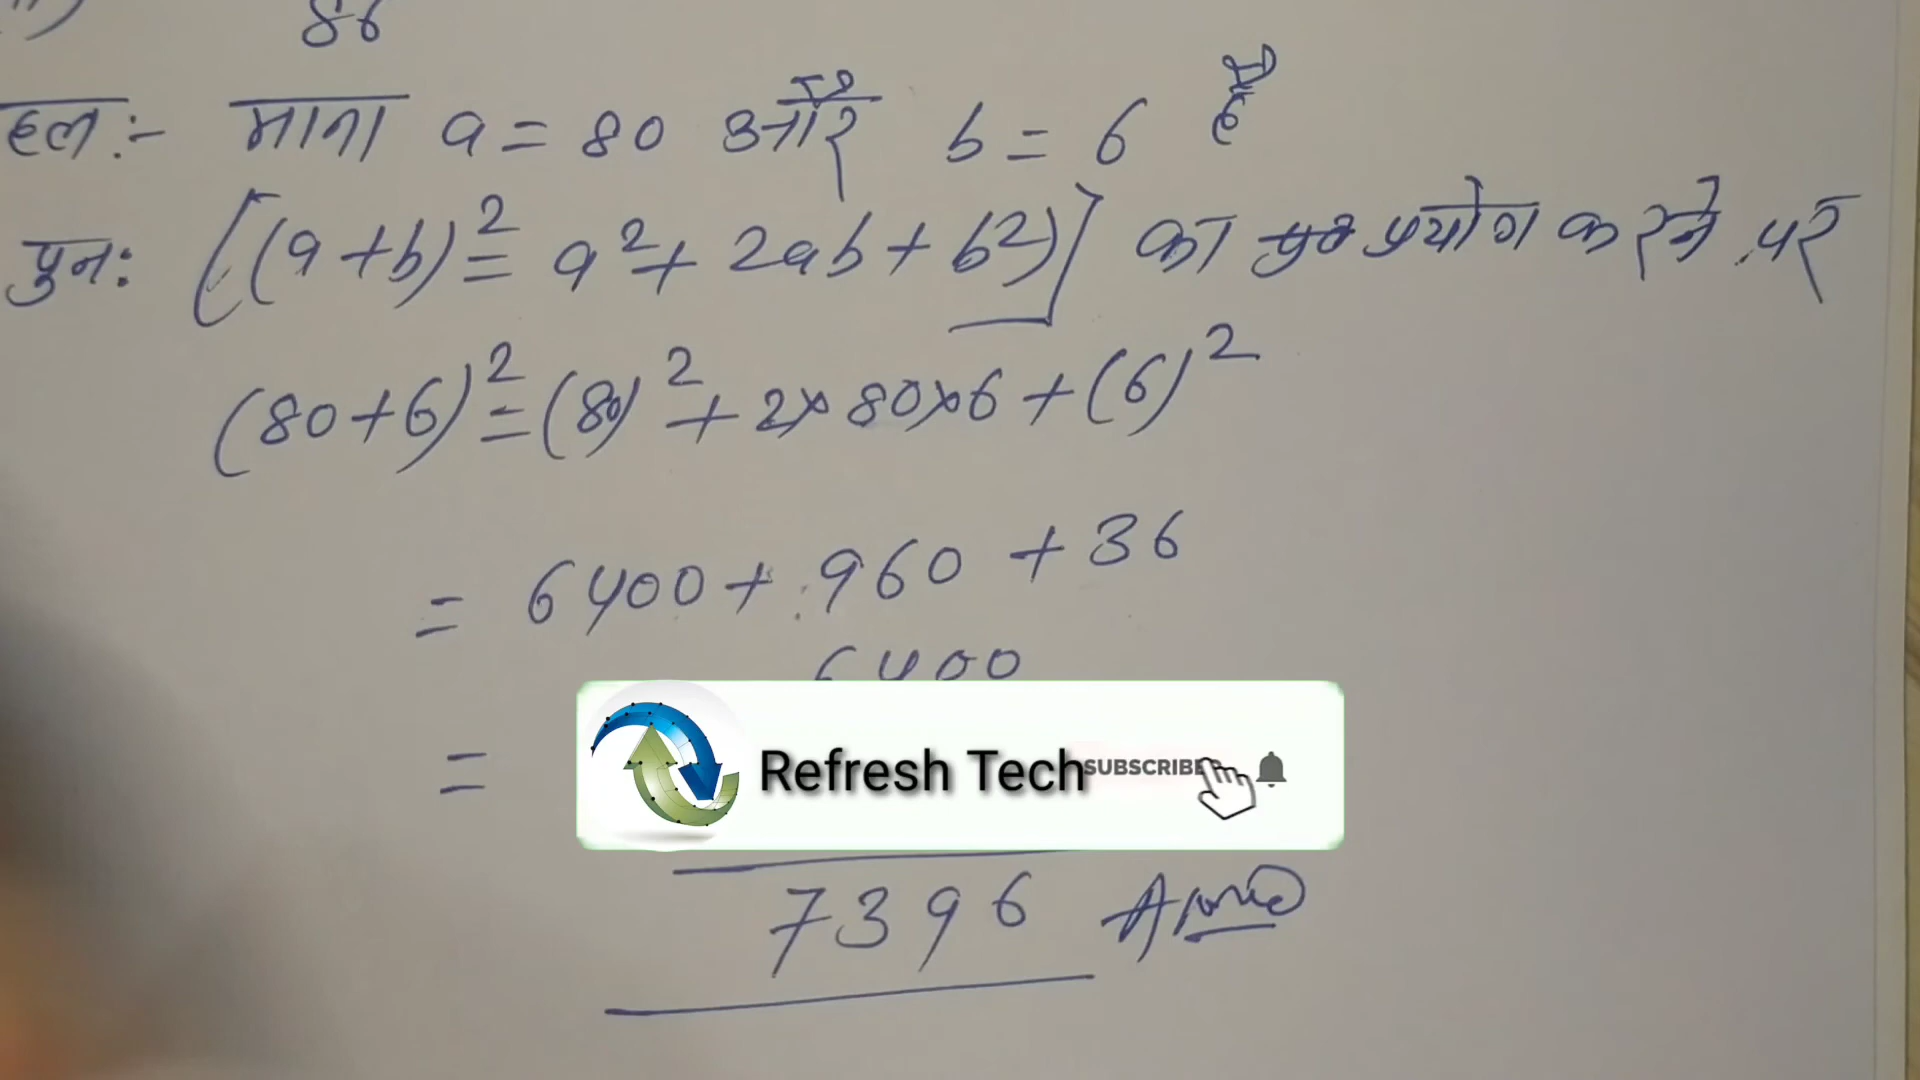 86
हल:- माना a = 80 और b = 6 है
पुन: [(a+b)²= a²+ 2ab + b²)] का प्रयोग करने पर
(80+6)²=(80)²+ 2×80×6+(6)²
= 6400+ 960 + 36
6400
=
Refresh Tech SUBSCRIBE
7396 Ans